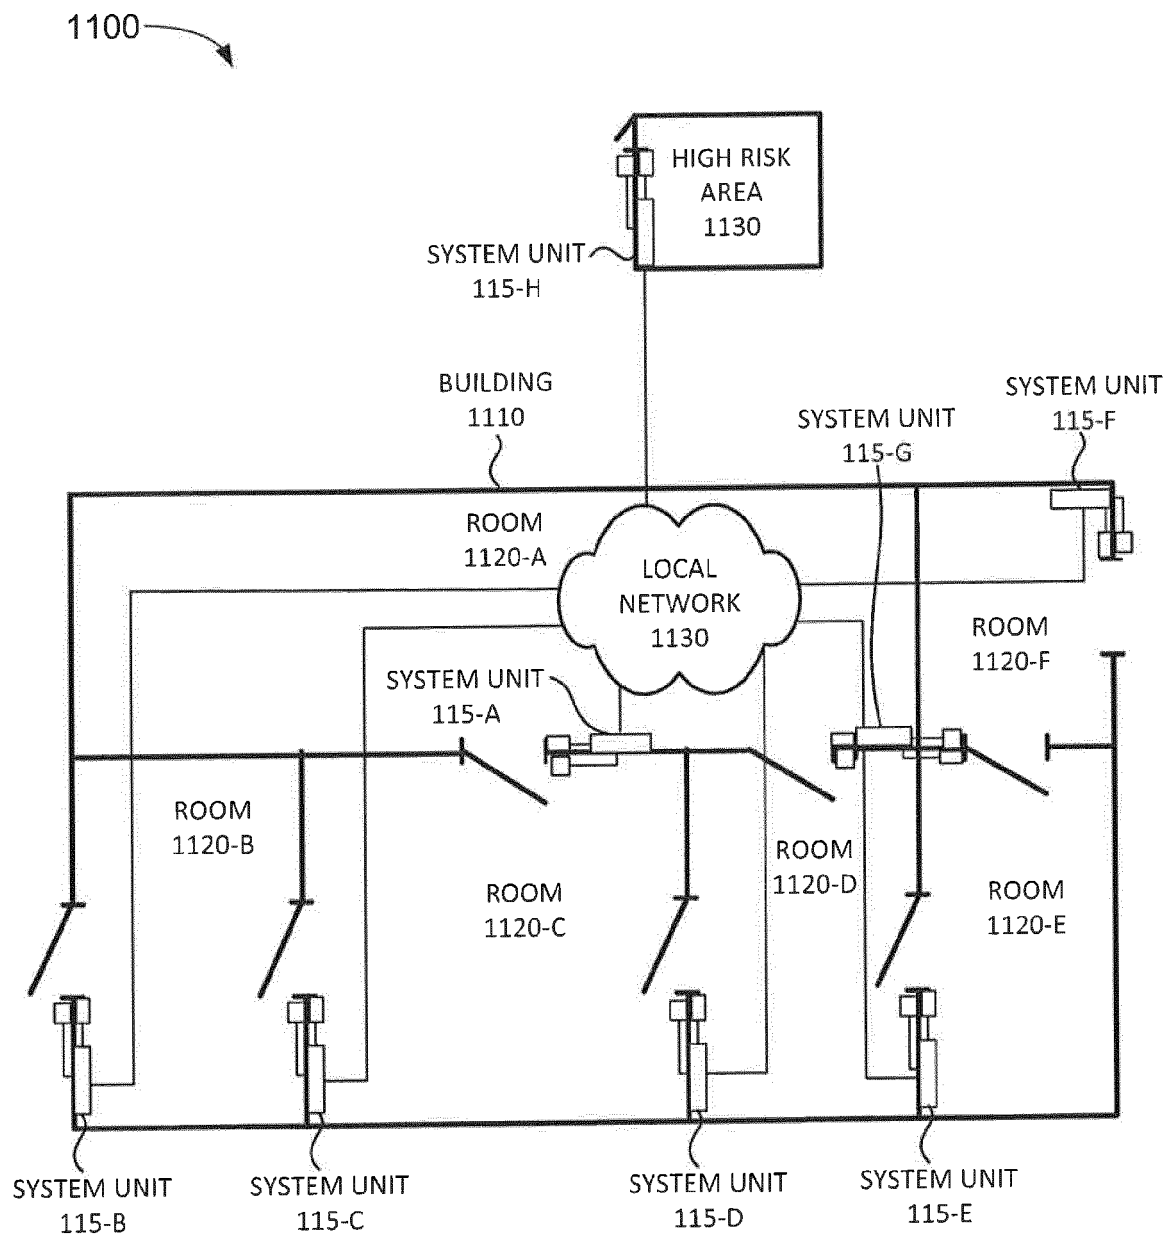 1100
HIGH RISK
AREA
1130
SYSTEM UNIT
115-H
BUILDING
1110
SYSTEM UNIT
115-G
SYSTEM UNIT
115-F
ROOM
1120-A
LOCAL
NETWORK
1130
ROOM
1120-F
SYSTEM UNIT
115-A
ROOM
1120-B
ROOM
1120-C
ROOM
1120-D
ROOM
1120-E
SYSTEM UNIT
115-B
SYSTEM UNIT
115-C
SYSTEM UNIT
115-D
SYSTEM UNIT
115-E